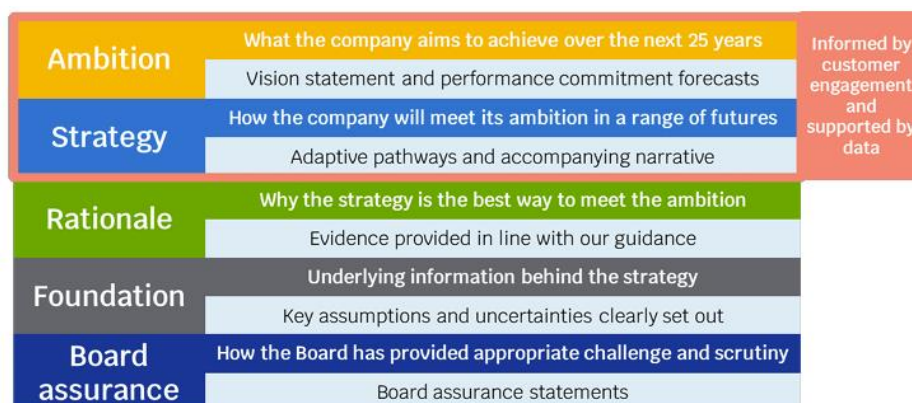 Ambition
What the company aims to achieve over the next 25 years
Vision statement and performance commitment forecasts
Strategy
How the company will meet its ambition in a range of futures
Adaptive pathways and accompanying narrative
Informed by
customer
engagement
and
supported by
data
Rationale
Why the strategy is the best way to meet the ambition
Evidence provided in line with our guidance
Foundation
Underlying information behind the strategy
Key assumptions and uncertainties clearly set out
Board
assurance
How the Board has provided appropriate challenge and scrutiny
Board assurance statements